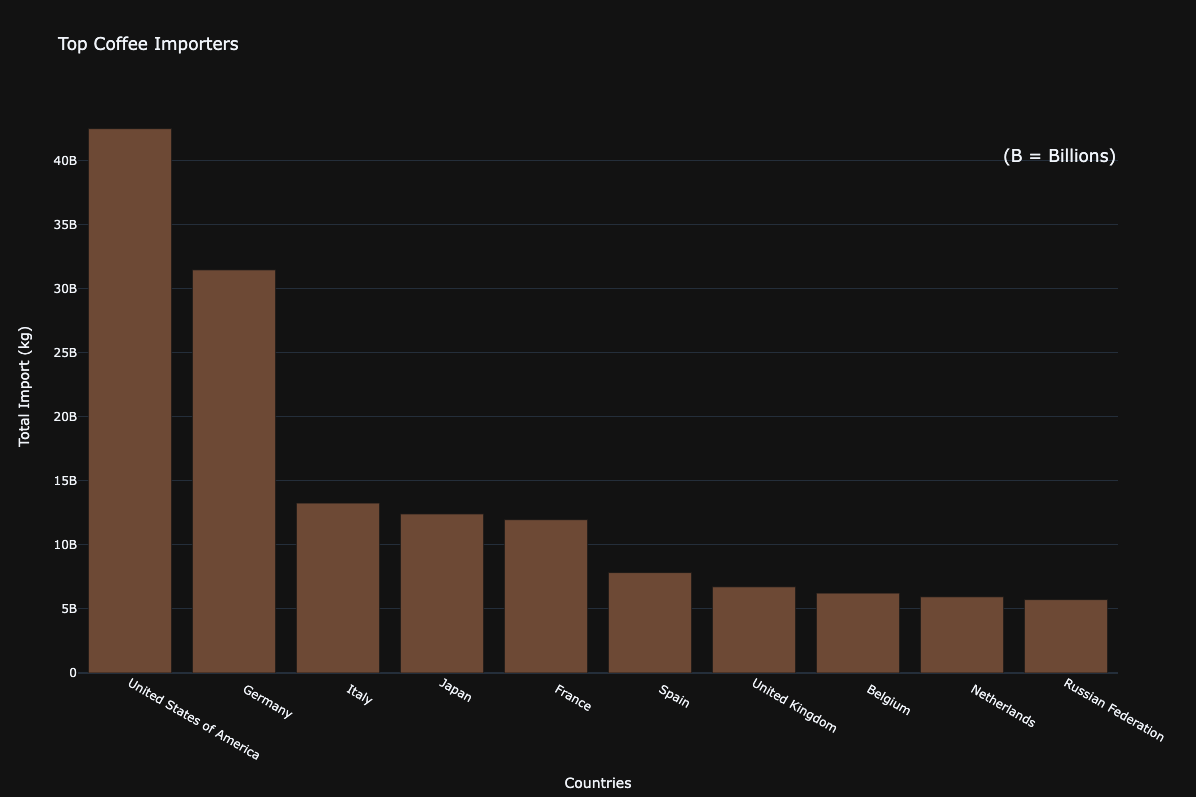 Top Coffee Importers
(B = Billions)
40B
35B
30B
25B
20B
15B
10B
5B
0
Total Import (kg)
United States of America
Germany
Italy
Japan
France
Spain
United Kingdom
Belgium
Netherlands
Russian Federation
Countries